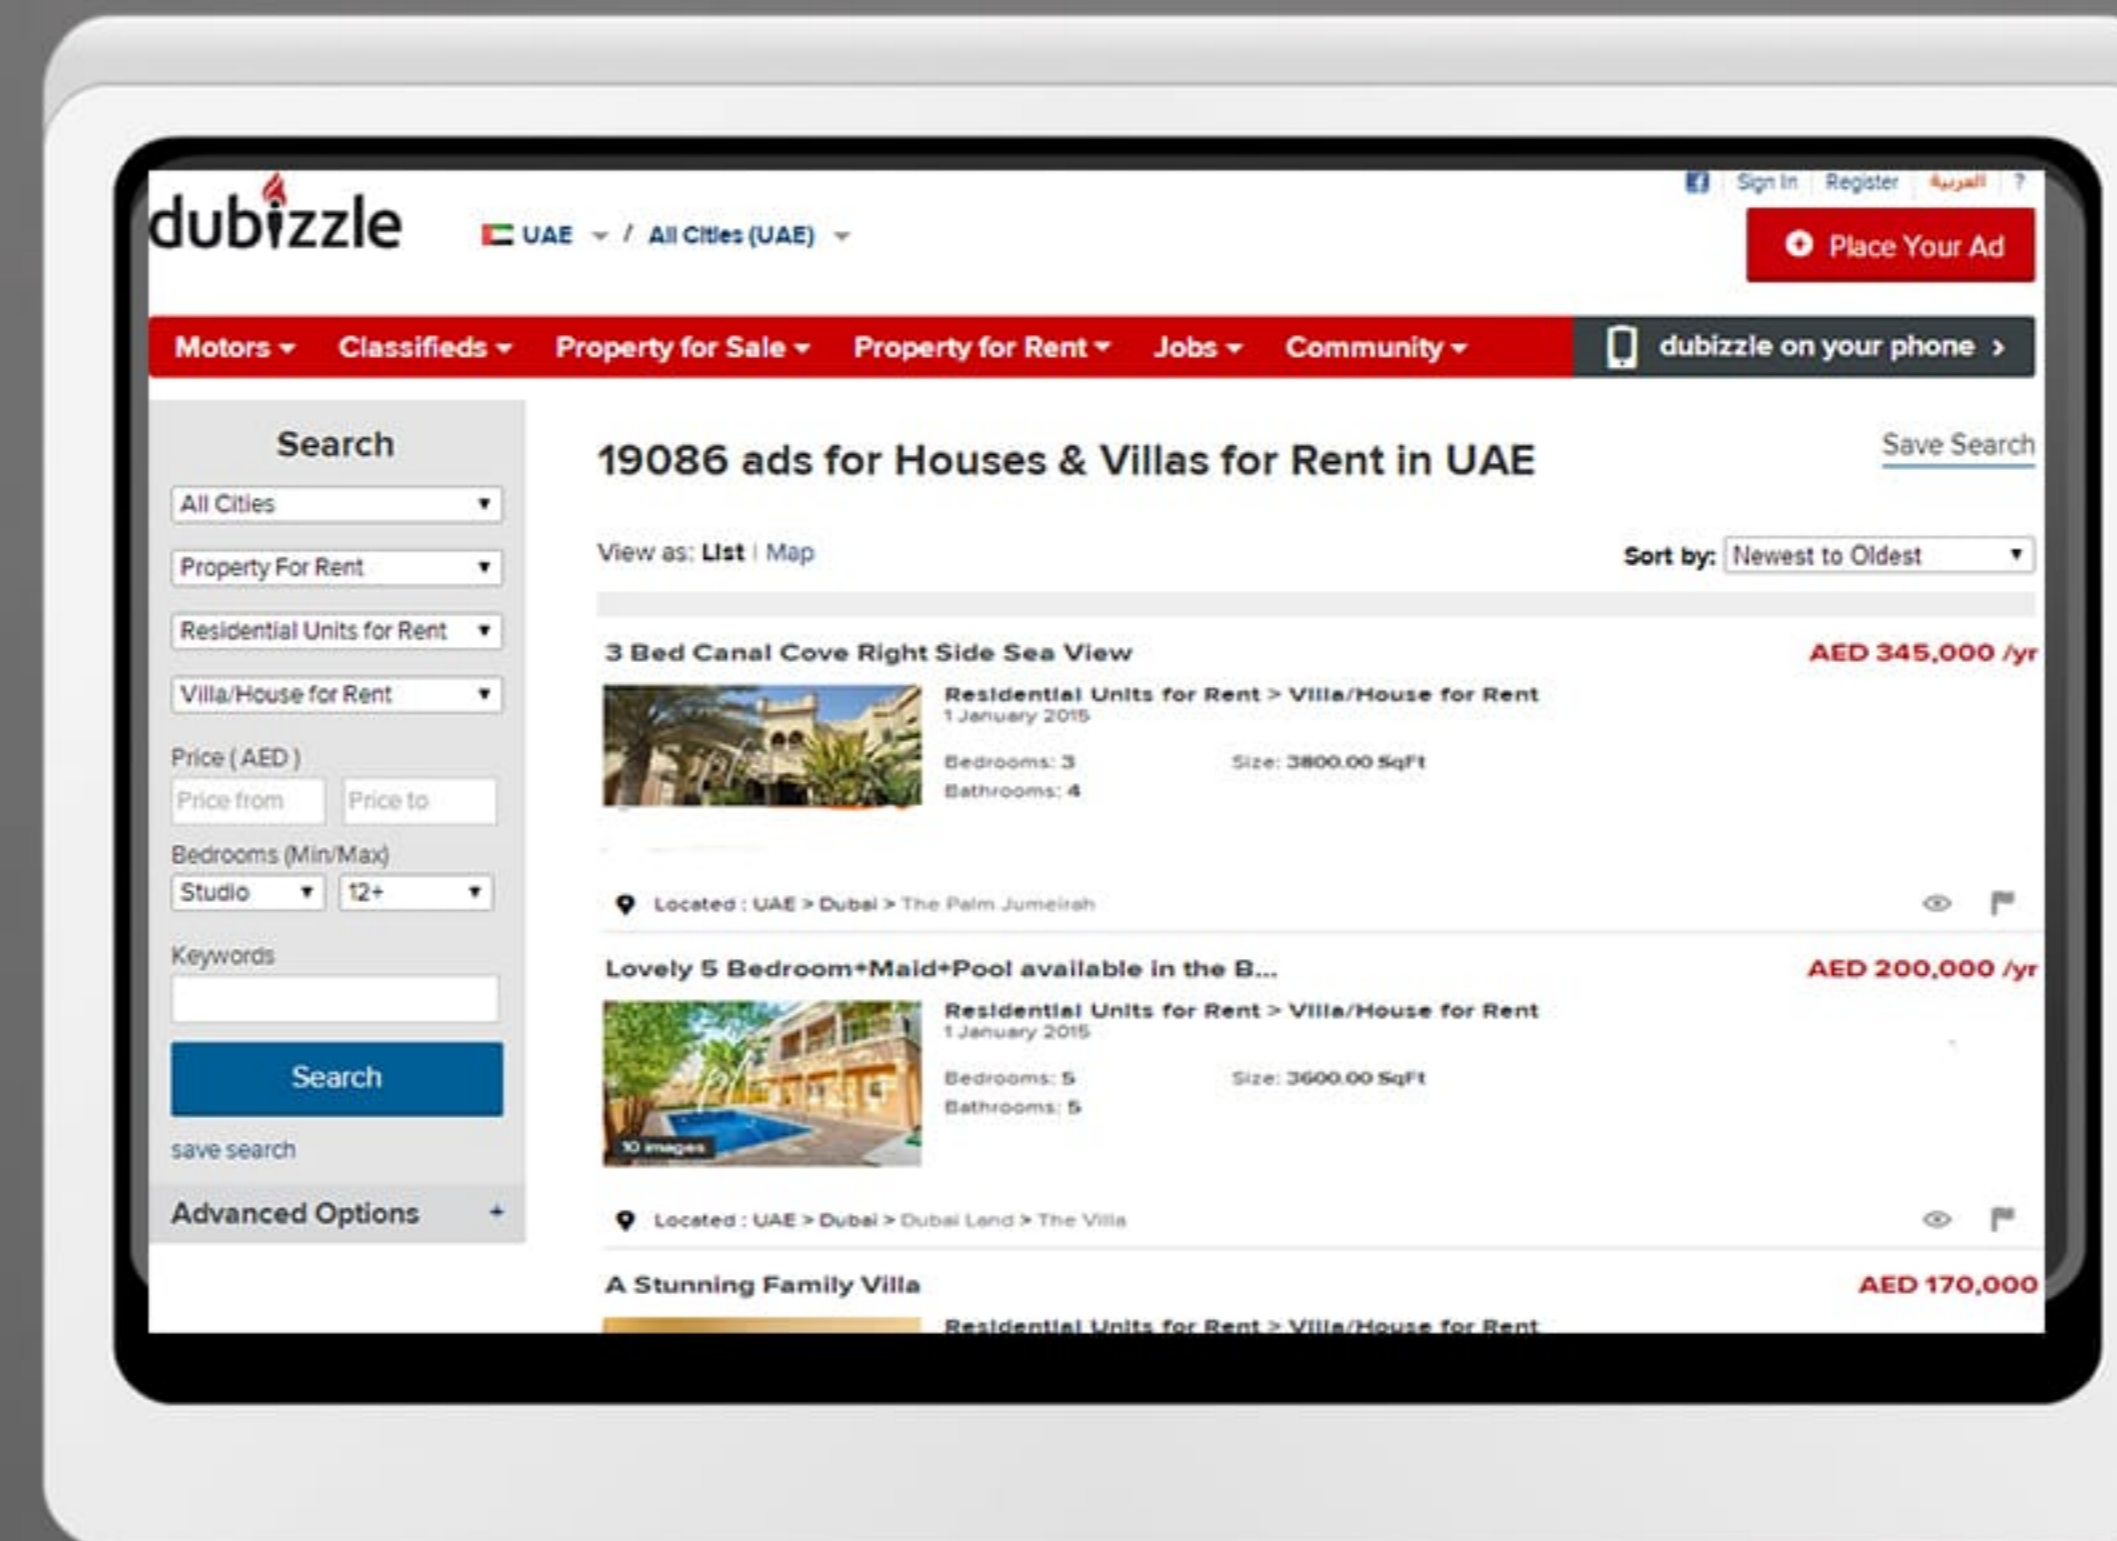 dubizzle
UAE / All Cities (UAE)
Sign In Register العربية ?
Place Your Ad
Motors Classifieds Property for Sale Property for Rent Jobs Community
dubizzle on your phone >
Search
All Cities
Property For Rent
Residential Units for Rent
Villa/House for Rent
Price ( AED )
Price from Price to
Bedrooms (Min/Max)
Studio 12+
Keywords
Search
save search
Advanced Options +
19086 ads for Houses & Villas for Rent in UAE
Save Search
View as: List | Map
Sort by: Newest to Oldest
3 Bed Canal Cove Right Side Sea View
AED 345,000 /yr
Residential Units for Rent > Villa/House for Rent
1 January 2015
Bedrooms: 3 Size: 3800.00 SqFt
Bathrooms: 4
Located : UAE > Dubai > The Palm Jumeirah
Lovely 5 Bedroom+Maid+Pool available in the B...
AED 200,000 /yr
Residential Units for Rent > Villa/House for Rent
1 January 2015
Bedrooms: 5 Size: 3600.00 SqFt
Bathrooms: 5
10 images
Located : UAE > Dubai > Dubai Land > The Villa
A Stunning Family Villa
AED 170,000
Residential Units for Rent > Villa/House for Rent